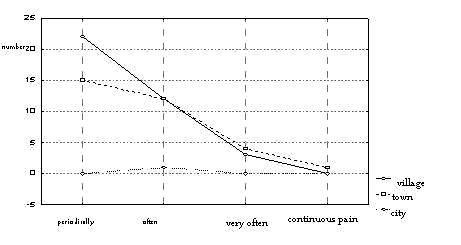 25
number 20
15
10
5
0
-5
periodically often very often continuous pain
village
town
city